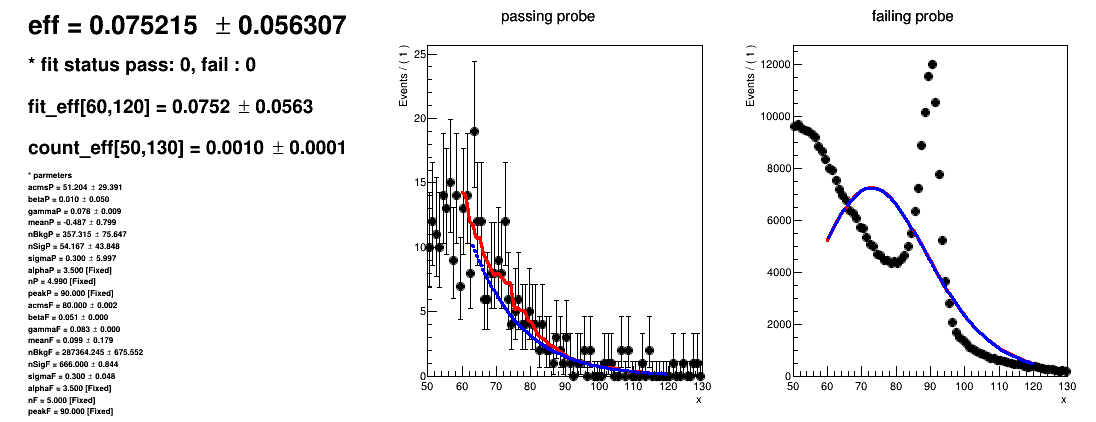 eff = 0.075215 ± 0.056307
* fit status pass: 0, fail : 0
fit_eff[60,120] = 0.0752 ± 0.0563
count_eff[50,130] = 0.0010 ± 0.0001
* parmeters
acmsP = 51.204 ± 29.391
betaP = 0.010 ± 0.050
gammaP = 0.078 ± 0.009
meanP = -0.487 ± 0.799
nBkgP = 357.315 ± 75.647
nSigP = 54.167 ± 43.848
sigmaP = 0.300 ± 5.997
alphaP = 3.500 [Fixed]
nP = 4.990 [Fixed]
peakP = 90.000 [Fixed]
acmsF = 80.000 ± 0.002
betaF = 0.051 ± 0.000
gammaF = 0.083 ± 0.000
meanF = 0.099 ± 0.179
nBkgF = 287364.245 ± 675.552
nSigF = 666.000 ± 0.844
sigmaF = 0.300 ± 0.048
alphaF = 3.500 [Fixed]
nF = 5.000 [Fixed]
peakF = 90.000 [Fixed]
passing probe
Events / ( 1 )
25
20
15
10
5
0
50 60 70 80 90 100 110 120 130
x
failing probe
Events / ( 1 )
12000
10000
8000
6000
4000
2000
0
50 60 70 80 90 100 110 120 130
x